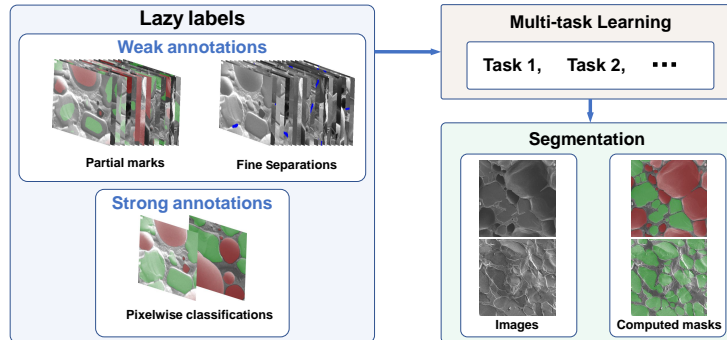 Lazy labels
Weak annotations
Partial marks
Fine Separations
Strong annotations
Pixelwise classifications
Multi-task Learning
Task 1, Task 2, ...
Segmentation
Images
Computed masks